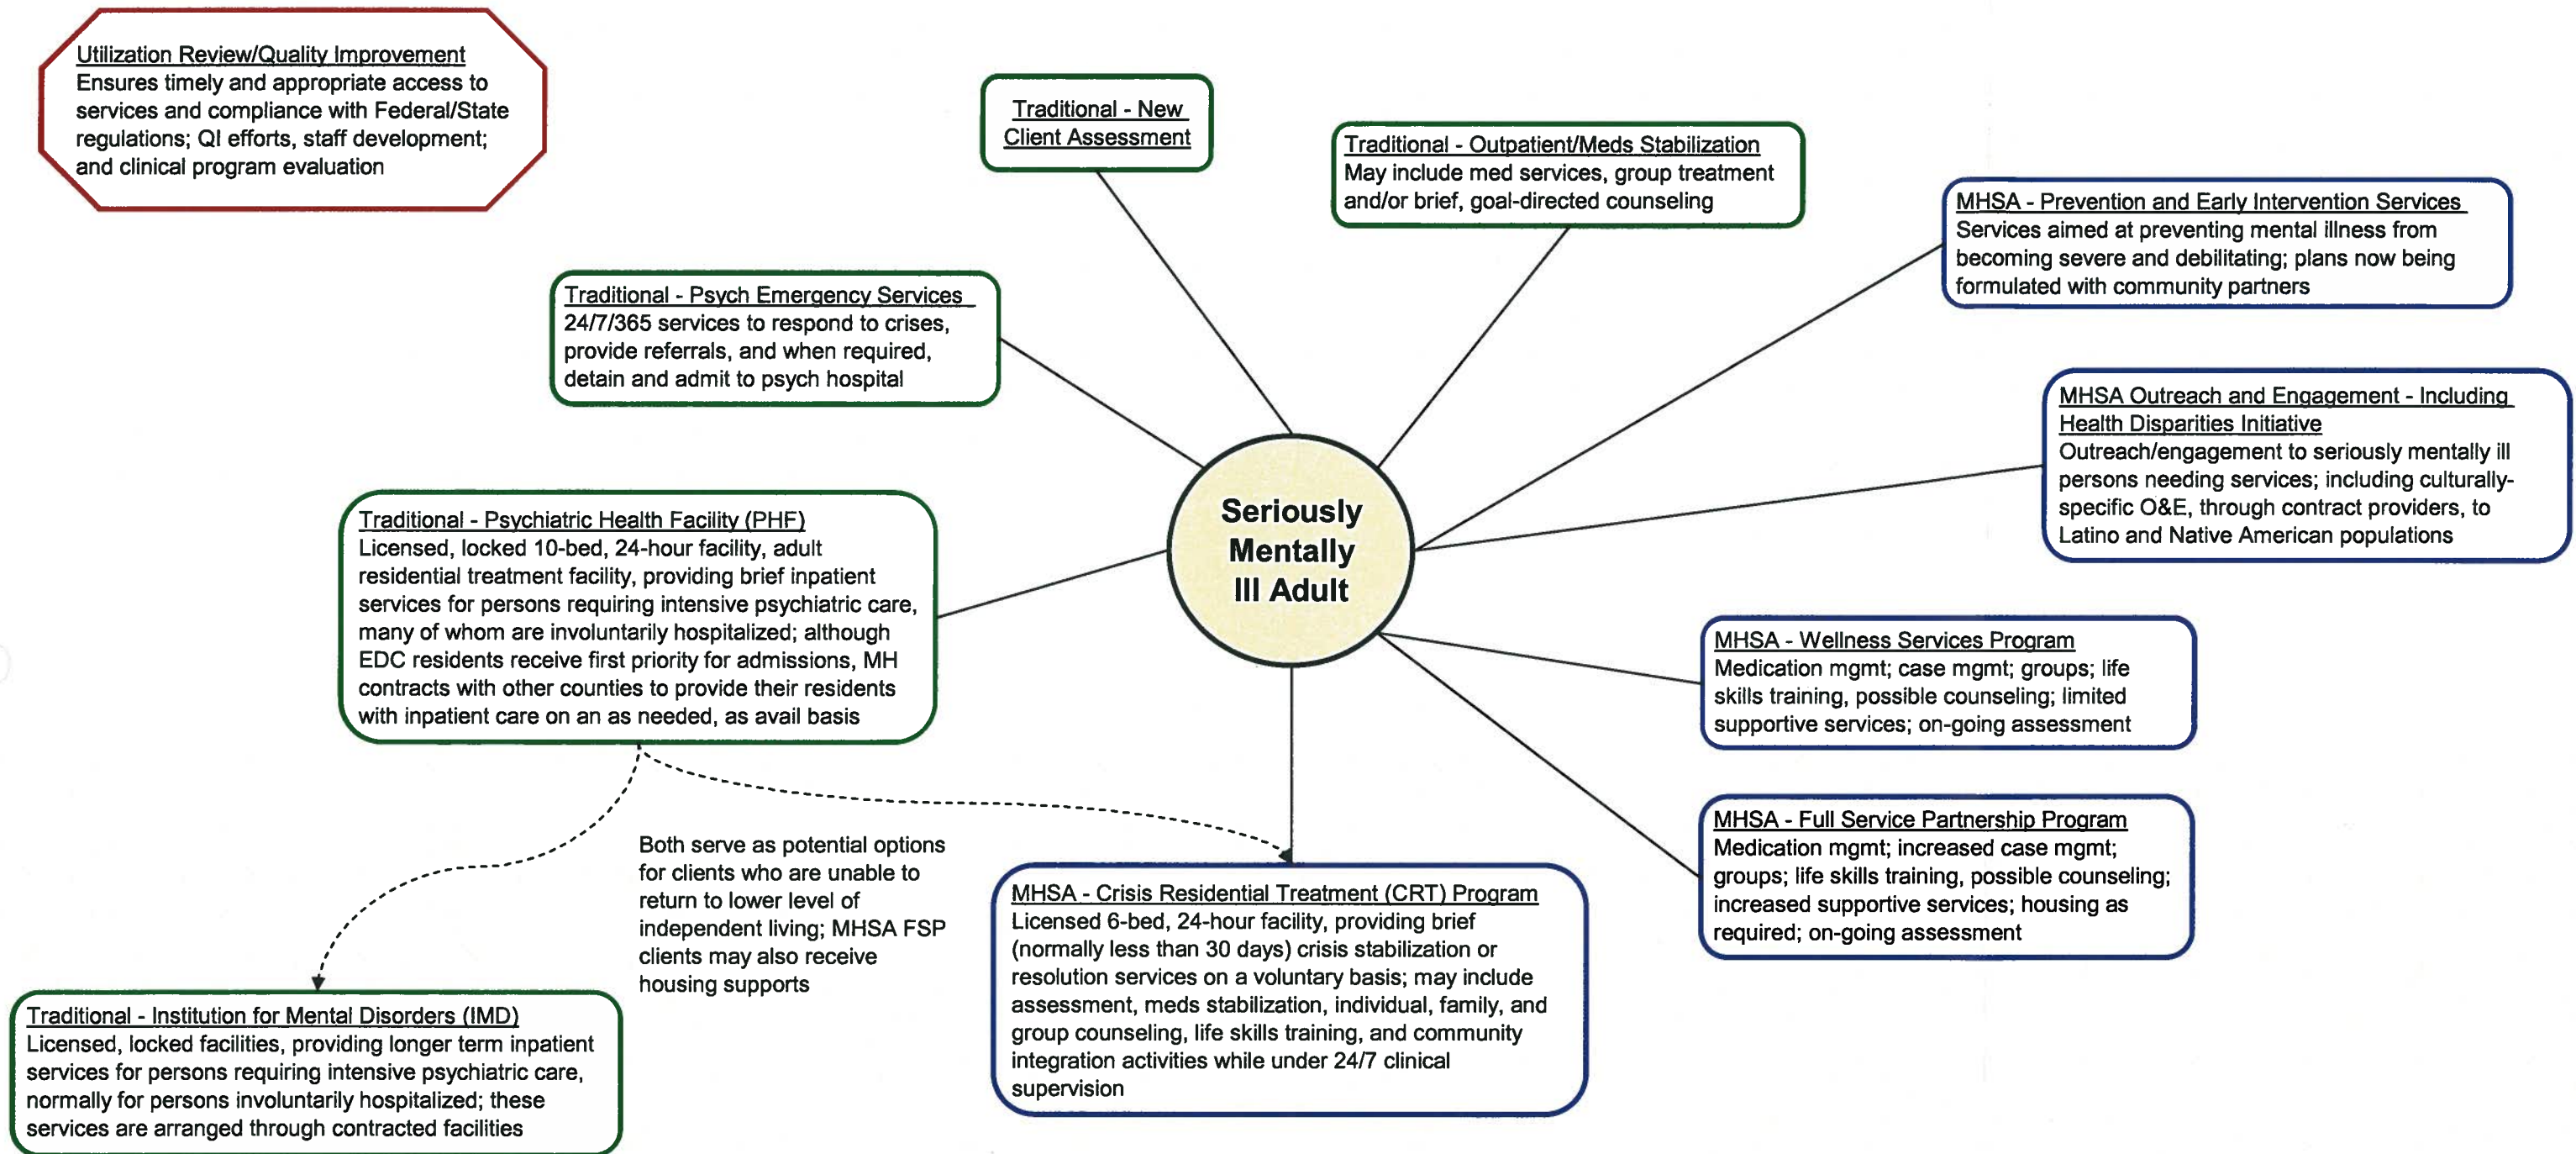 Utilization Review/Quality Improvement
Ensures timely and appropriate access to
services and compliance with Federal/State
regulations; QI efforts, staff development;
and clinical program evaluation
Traditional - New
Client Assessment
Traditional - Outpatient/Meds Stabilization
May include med services, group treatment
and/or brief, goal-directed counseling
MHSA - Prevention and Early Intervention Services
Services aimed at preventing mental illness from
becoming severe and debilitating; plans now being
formulated with community partners
Traditional - Psych Emergency Services
24/7/365 services to respond to crises,
provide referrals, and when required,
detain and admit to psych hospital
MHSA Outreach and Engagement - Including
Health Disparities Initiative
Outreach/engagement to seriously mentally ill
persons needing services; including culturally-
specific O&E, through contract providers, to
Latino and Native American populations
Seriously
Mentally
Ill Adult
Traditional - Psychiatric Health Facility (PHF)
Licensed, locked 10-bed, 24-hour facility, adult
residential treatment facility, providing brief inpatient
services for persons requiring intensive psychiatric care,
many of whom are involuntarily hospitalized; although
EDC residents receive first priority for admissions, MH
contracts with other counties to provide their residents
with inpatient care on an as needed, as avail basis
MHSA - Wellness Services Program
Medication mgmt; case mgmt; groups; life
skills training, possible counseling; limited
supportive services; on-going assessment
MHSA - Full Service Partnership Program
Medication mgmt; increased case mgmt;
groups; life skills training, possible counseling;
increased supportive services; housing as
required; on-going assessment
Both serve as potential options
for clients who are unable to
return to lower level of
independent living; MHSA FSP
clients may also receive
housing supports
MHSA - Crisis Residential Treatment (CRT) Program
Licensed 6-bed, 24-hour facility, providing brief
(normally less than 30 days) crisis stabilization or
resolution services on a voluntary basis; may include
assessment, meds stabilization, individual, family, and
group counseling, life skills training, and community
integration activities while under 24/7 clinical
supervision
Traditional - Institution for Mental Disorders (IMD)
Licensed, locked facilities, providing longer term inpatient
services for persons requiring intensive psychiatric care,
normally for persons involuntarily hospitalized; these
services are arranged through contracted facilities